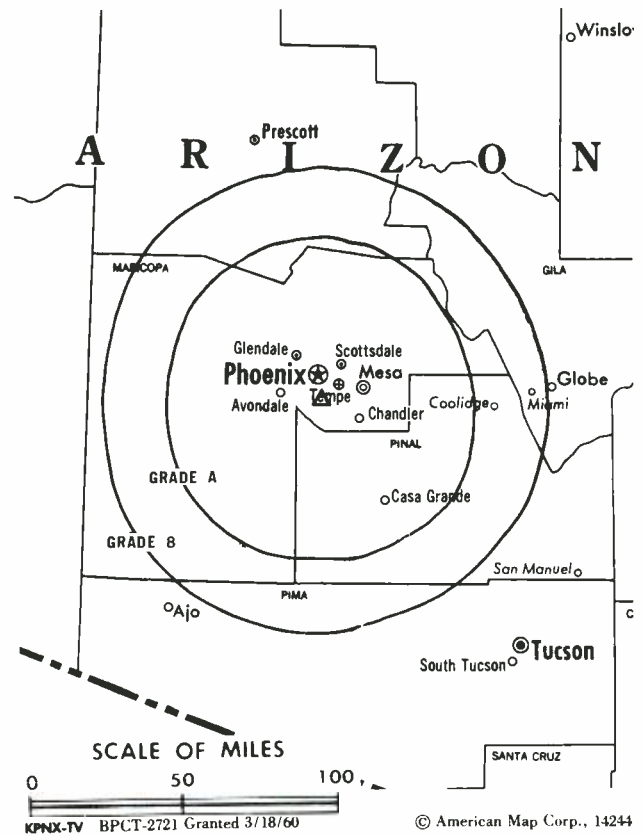 Winslo
Prescott
A R I Z O N
MARICOPA
GILA
Glendale
Scottsdale
Phoenix
Mesa
Tempe
Avondale
Chandler
Coolidge
Miami
Globe
PINAL
GRADE A
Casa Grande
GRADE B
San Manuel
PIMA
Ajo
C
Tucson
South Tucson
SCALE OF MILES
SANTA CRUZ
0 50 100
KPNX-TV BPCT-2721 Granted 3/18/60
© American Map Corp., 14244